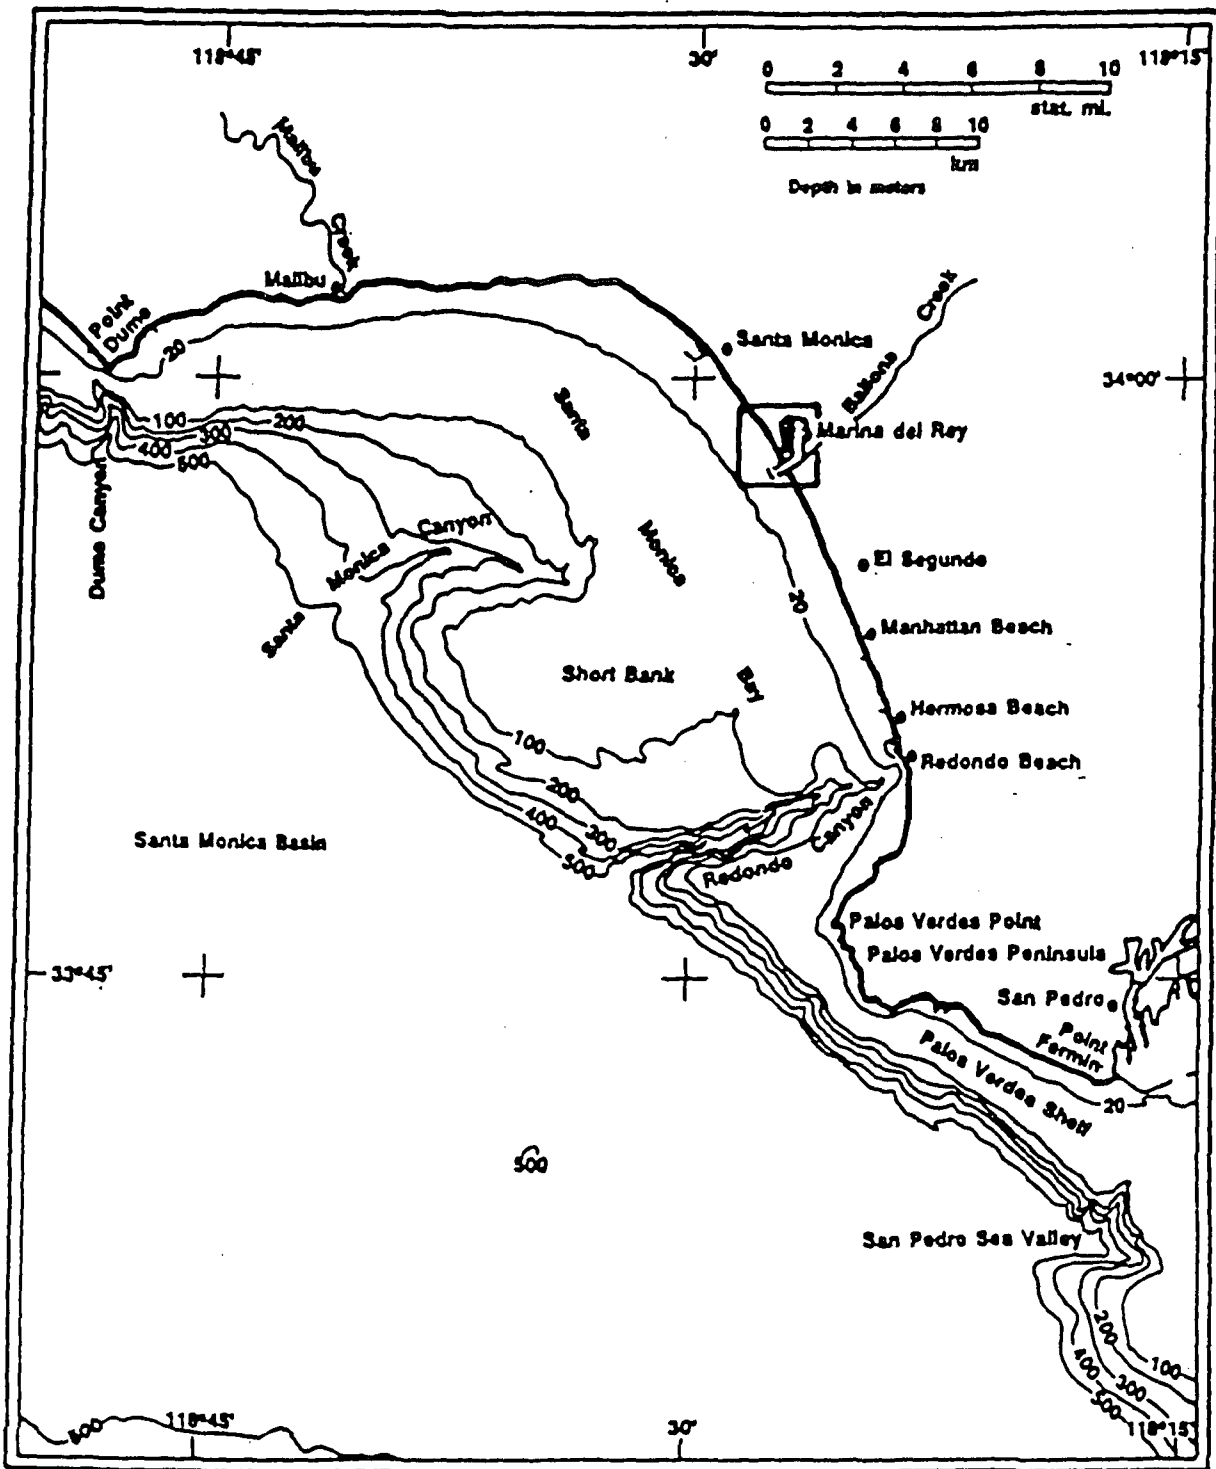 118°45'
30'
118°15'
0 2 4 6 8 10
stat. mi.
0 2 4 6 8 10
km
Depth in meters
Malibu
Creek
Malibu
Point
Dume
20
Santa Monica
Ballona
Creek
34°00'
Marina del Rey
100
200
300
400
500
Dume Canyon
Santa
Monica
Bay
Santa
Monica
Canyon
El Segundo
20
Manhattan Beach
Short Bank
Hermosa Beach
Redondo Beach
100
200
400
300
500
Santa Monica Basin
Redondo
Canyon
Palos Verdes Point
Palos Verdes Peninsula
33°45'
San Pedro
Point
Fermin
Palos Verdes Shelf
20
500
San Pedro Sea Valley
200
100
400
300
500
500
118°45'
30'
118°15'